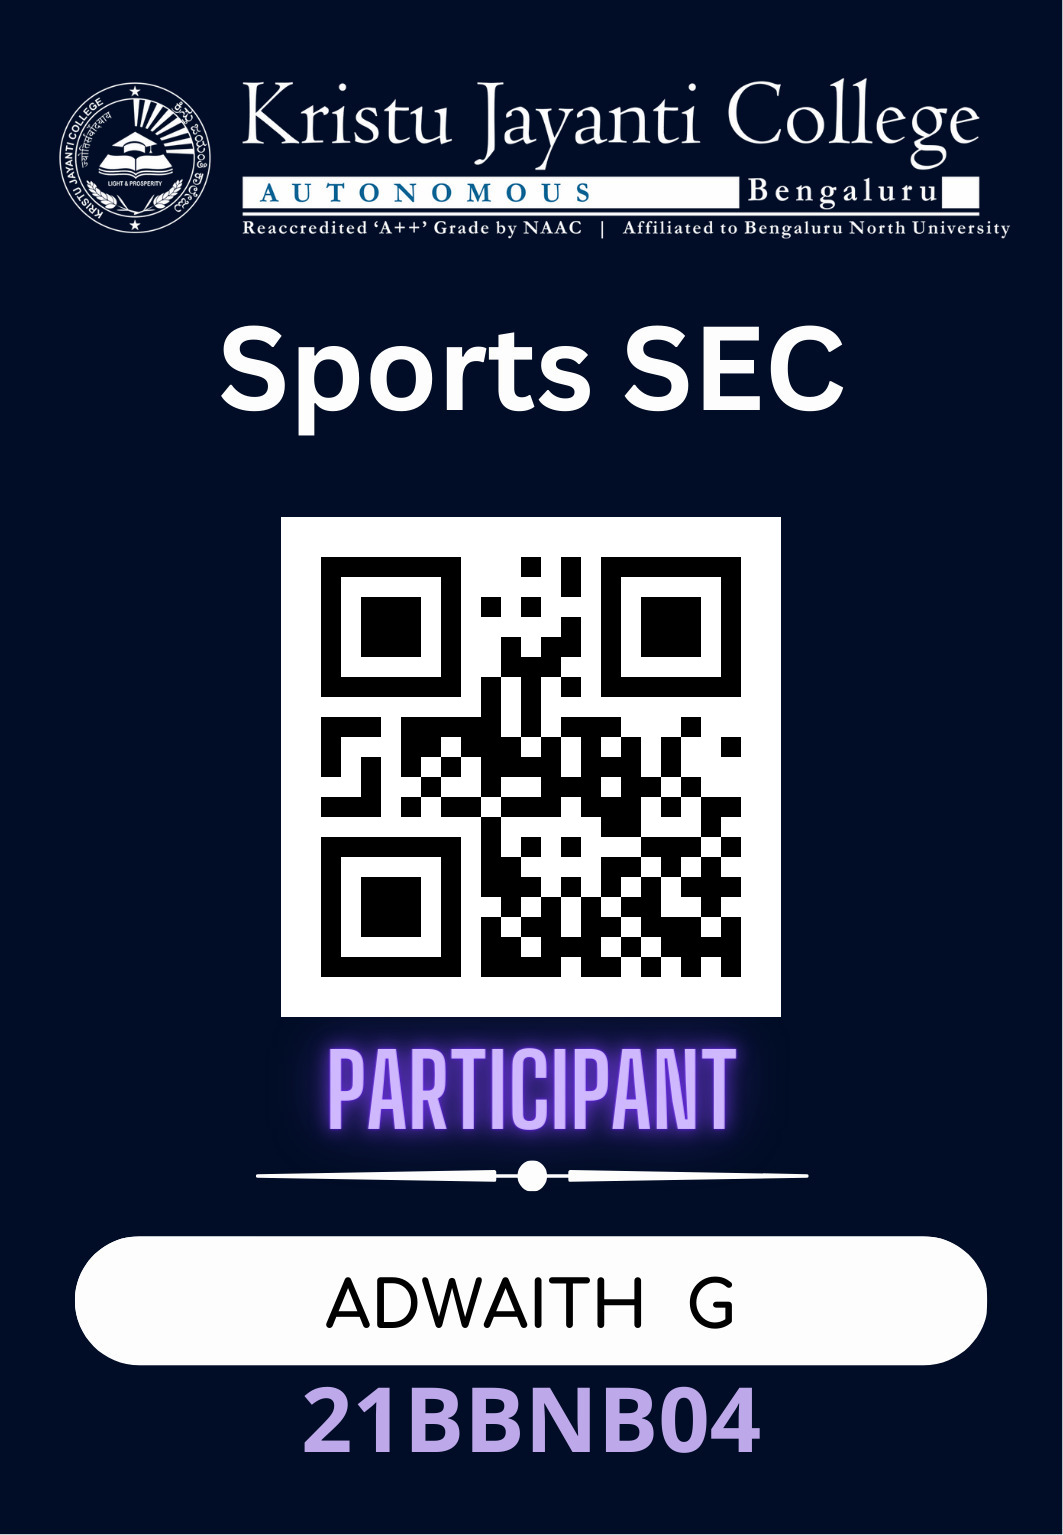 KRISTU JAYANTI COLLEGE
ಕ್ರಿಸ್ತು ಜಯಂತಿ ಕಾಲೇಜು
LIGHT & PROSPERITY
Kristu Jayanti College
AUTONOMOUS Bengaluru
Reaccredited ‘A++’ Grade by NAAC | Affiliated to Bengaluru North University
Sports SEC
PARTICIPANT
ADWAITH G
21BBNB04